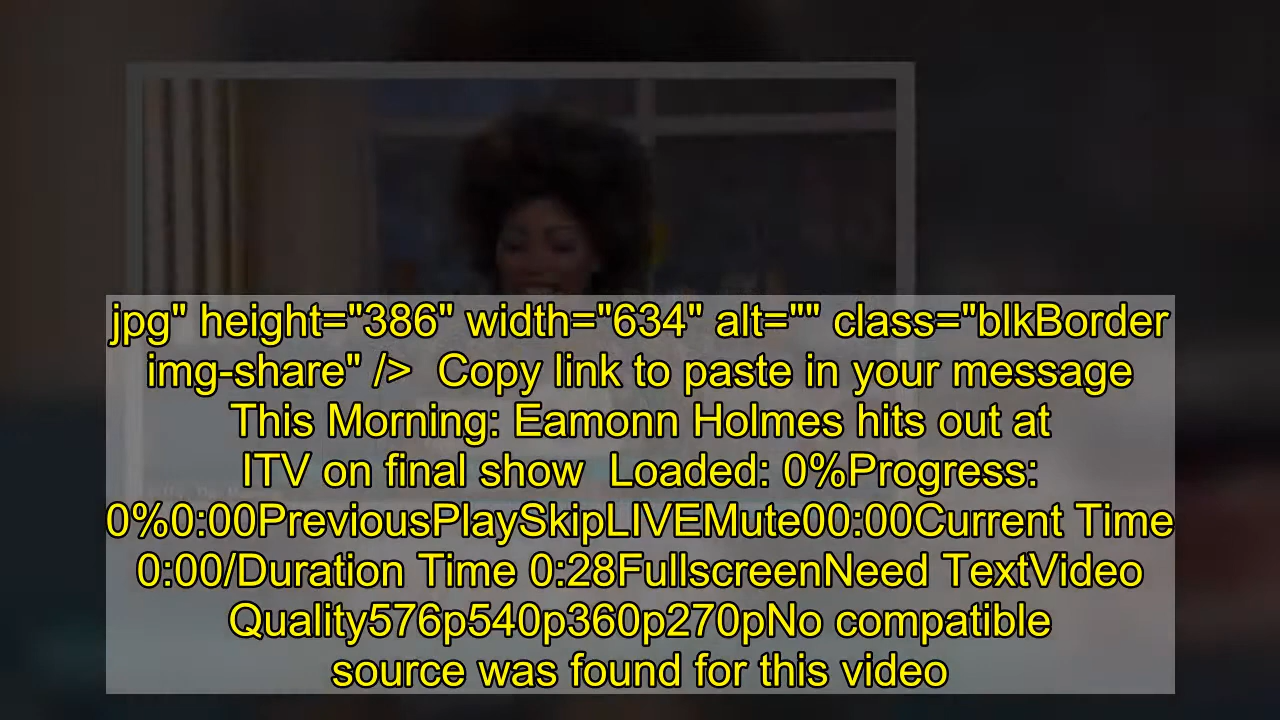 jpg" height="386" width="634" alt="" class="blkBorder
img-share" />  Copy link to paste in your message
This Morning: Eamonn Holmes hits out at
ITV on final show  Loaded: 0%Progress:
0%0:00PreviousPlaySkipLIVEMute00:00Current Time
0:00/Duration Time 0:28FullscreenNeed TextVideo
Quality576p540p360p270pNo compatible
source was found for this video